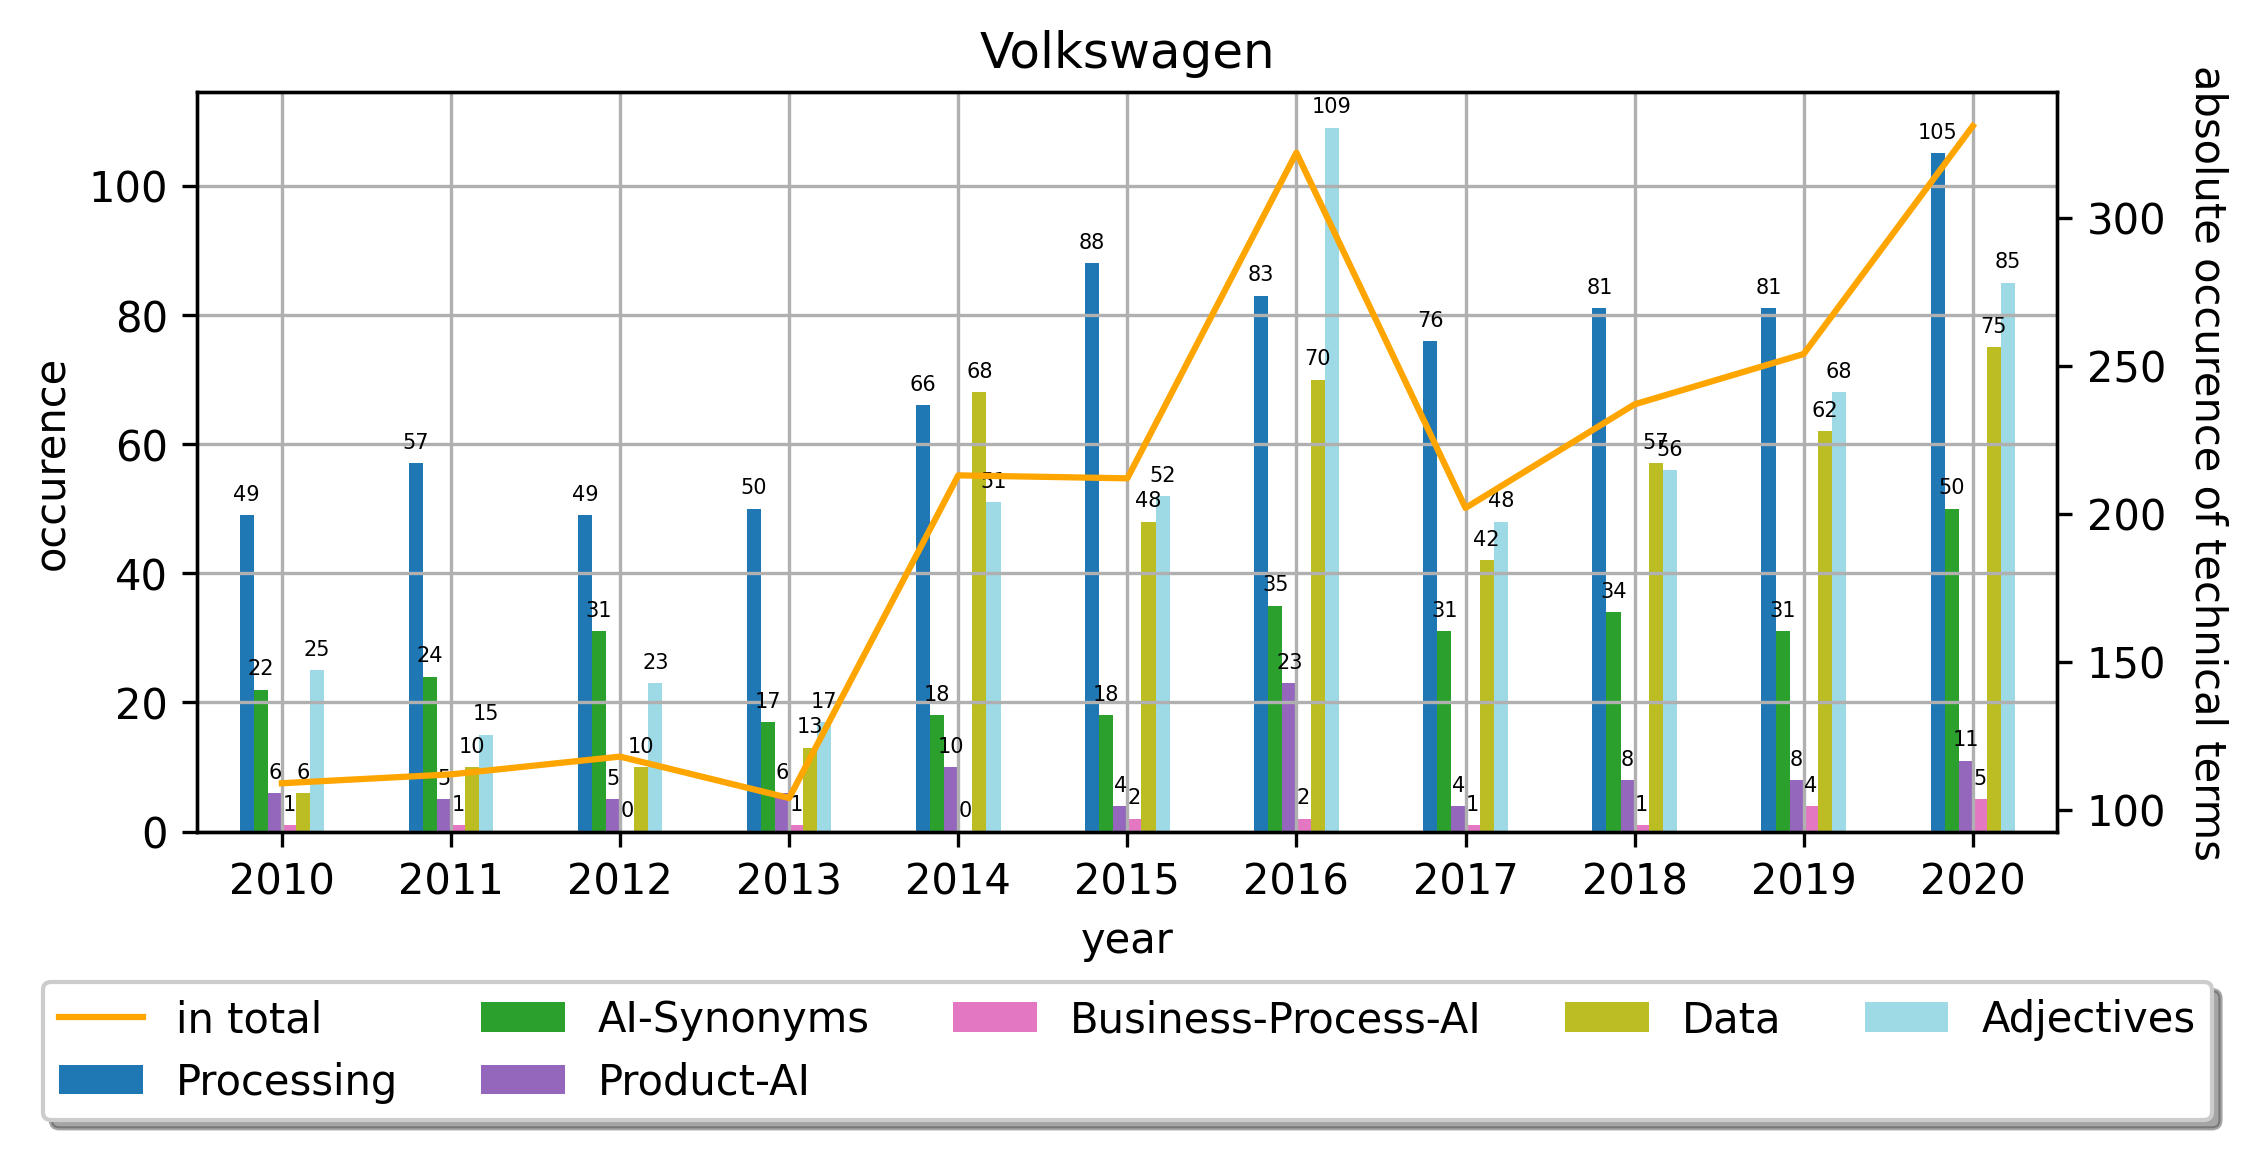 Volkswagen
occurence
absolute occurence of technical terms
100
80
60
40
20
0
300
250
200
150
100
49 22 6 1 6 25
57 24 5 1 10 15
49 31 5 0 10 23
50 17 6 1 13 17
66 18 10 0 68 51
88 18 4 2 48 52
83 35 23 2 70 109
76 31 4 1 42 48
81 34 8 1 57 56
81 31 8 4 62 68
105 50 11 5 75 85
2010 2011 2012 2013 2014 2015 2016 2017 2018 2019 2020
year
in total AI-Synonyms Business-Process-AI Data Adjectives
Processing Product-AI